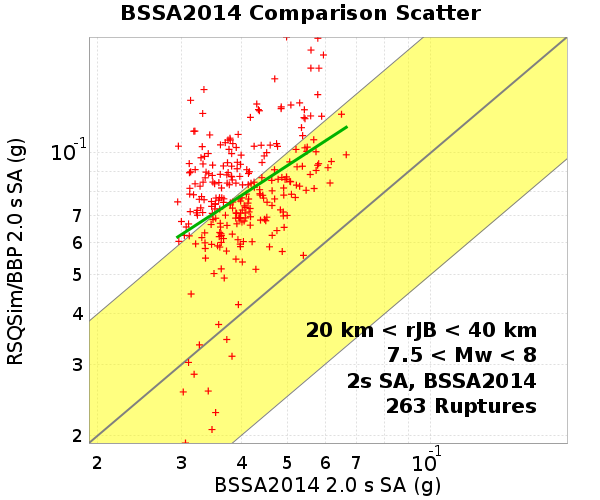 BSSA2014 Comparison Scatter
RSQSim/BBP 2.0 s SA (g)
10-1
7
6
5
4
3
2
20 km < rJB < 40 km
7.5 < Mw < 8
2s SA, BSSA2014
263 Ruptures
2 3 4 5 6 7 10-1
BSSA2014 2.0 s SA (g)